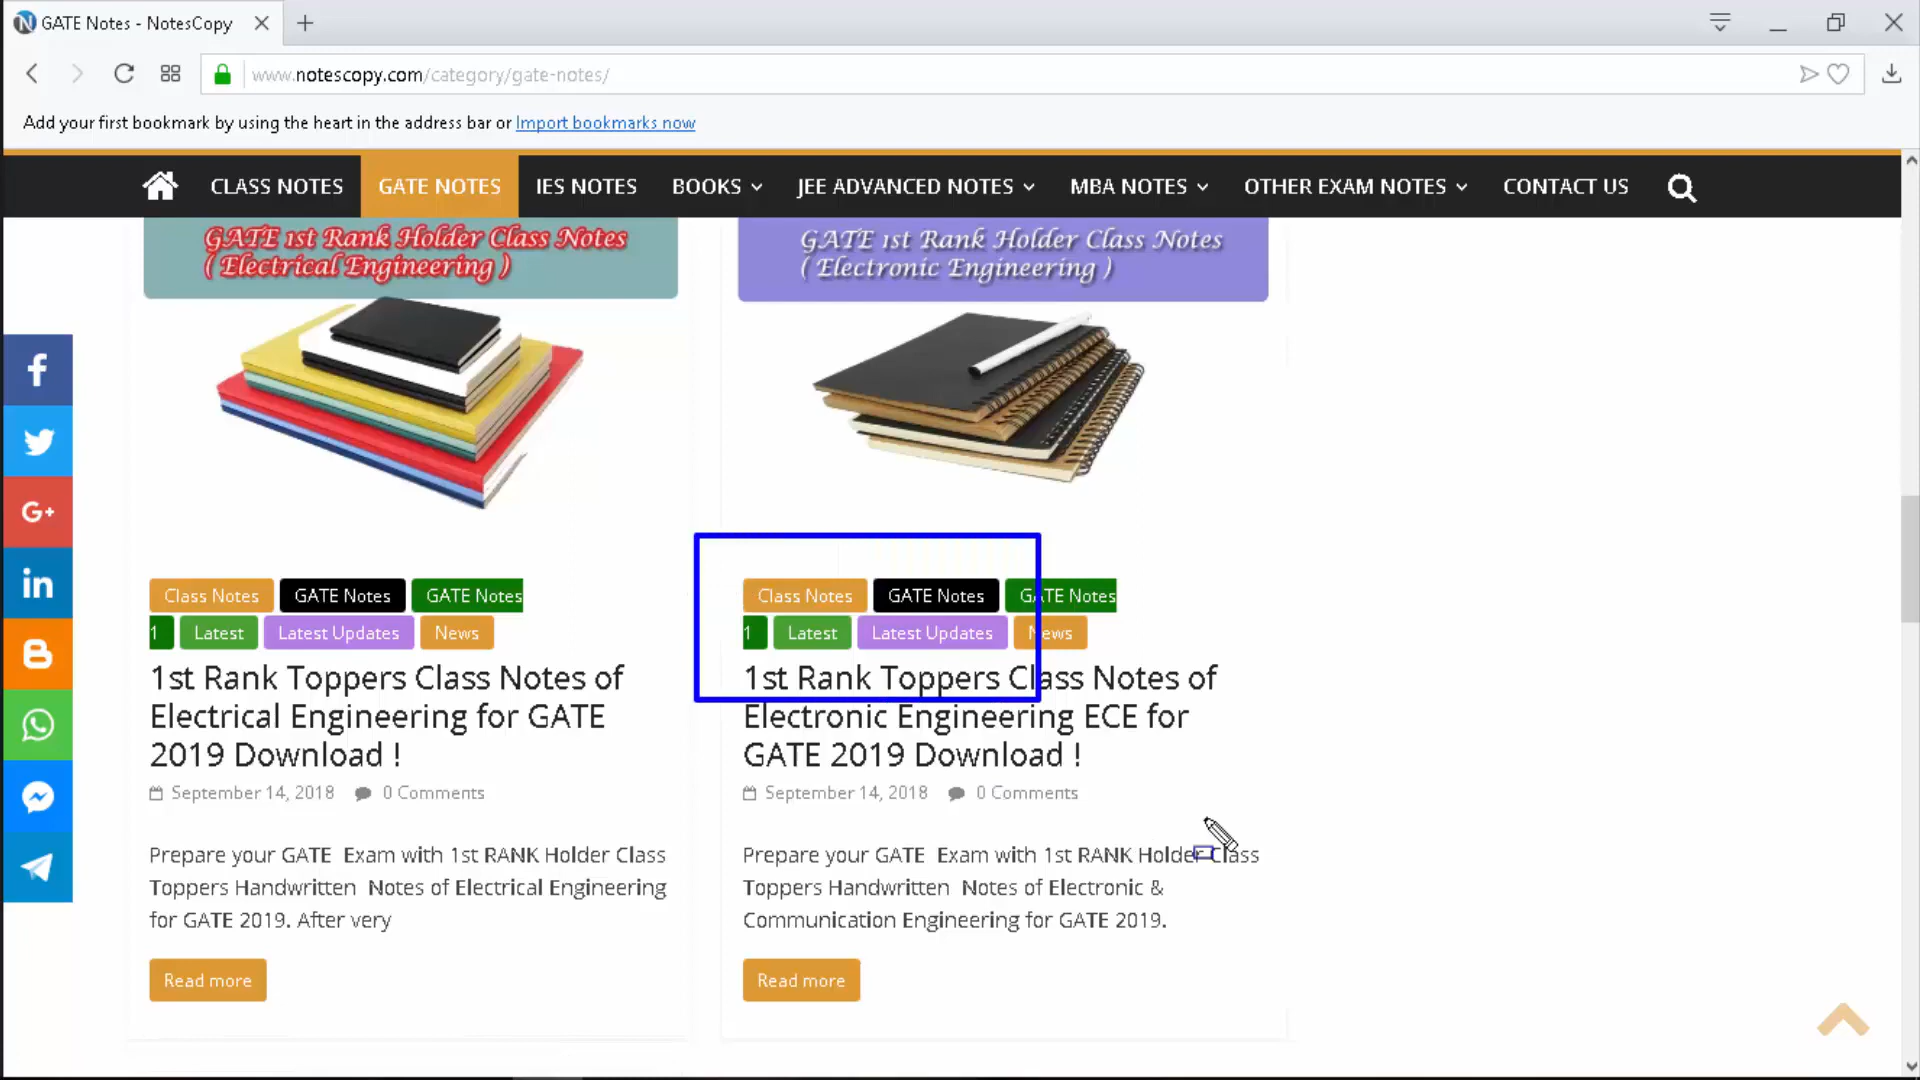 GATE Notes - NotesCopy
www.notescopy.com/category/gate-notes/
Add your first bookmark by using the heart in the address bar or Import bookmarks now
CLASS NOTES GATE NOTES IES NOTES BOOKS JEE ADVANCED NOTES MBA NOTES OTHER EXAM NOTES CONTACT US
GATE 1st Rank Holder Class Notes
( Electrical Engineering )
Class Notes GATE Notes GATE Notes
1 Latest Latest Updates News
1st Rank Toppers Class Notes of
Electrical Engineering for GATE
2019 Download !
September 14, 2018 0 Comments
Prepare your GATE Exam with 1st RANK Holder Class
Toppers Handwritten Notes of Electrical Engineering
for GATE 2019. After very
Read more
GATE 1st Rank Holder Class Notes
( Electronic Engineering )
Class Notes GATE Notes GATE Notes
1 Latest Latest Updates News
1st Rank Toppers Class Notes of
Electronic Engineering ECE for
GATE 2019 Download !
September 14, 2018 0 Comments
Prepare your GATE Exam with 1st RANK Holder Class
Toppers Handwritten Notes of Electronic &
Communication Engineering for GATE 2019.
Read more